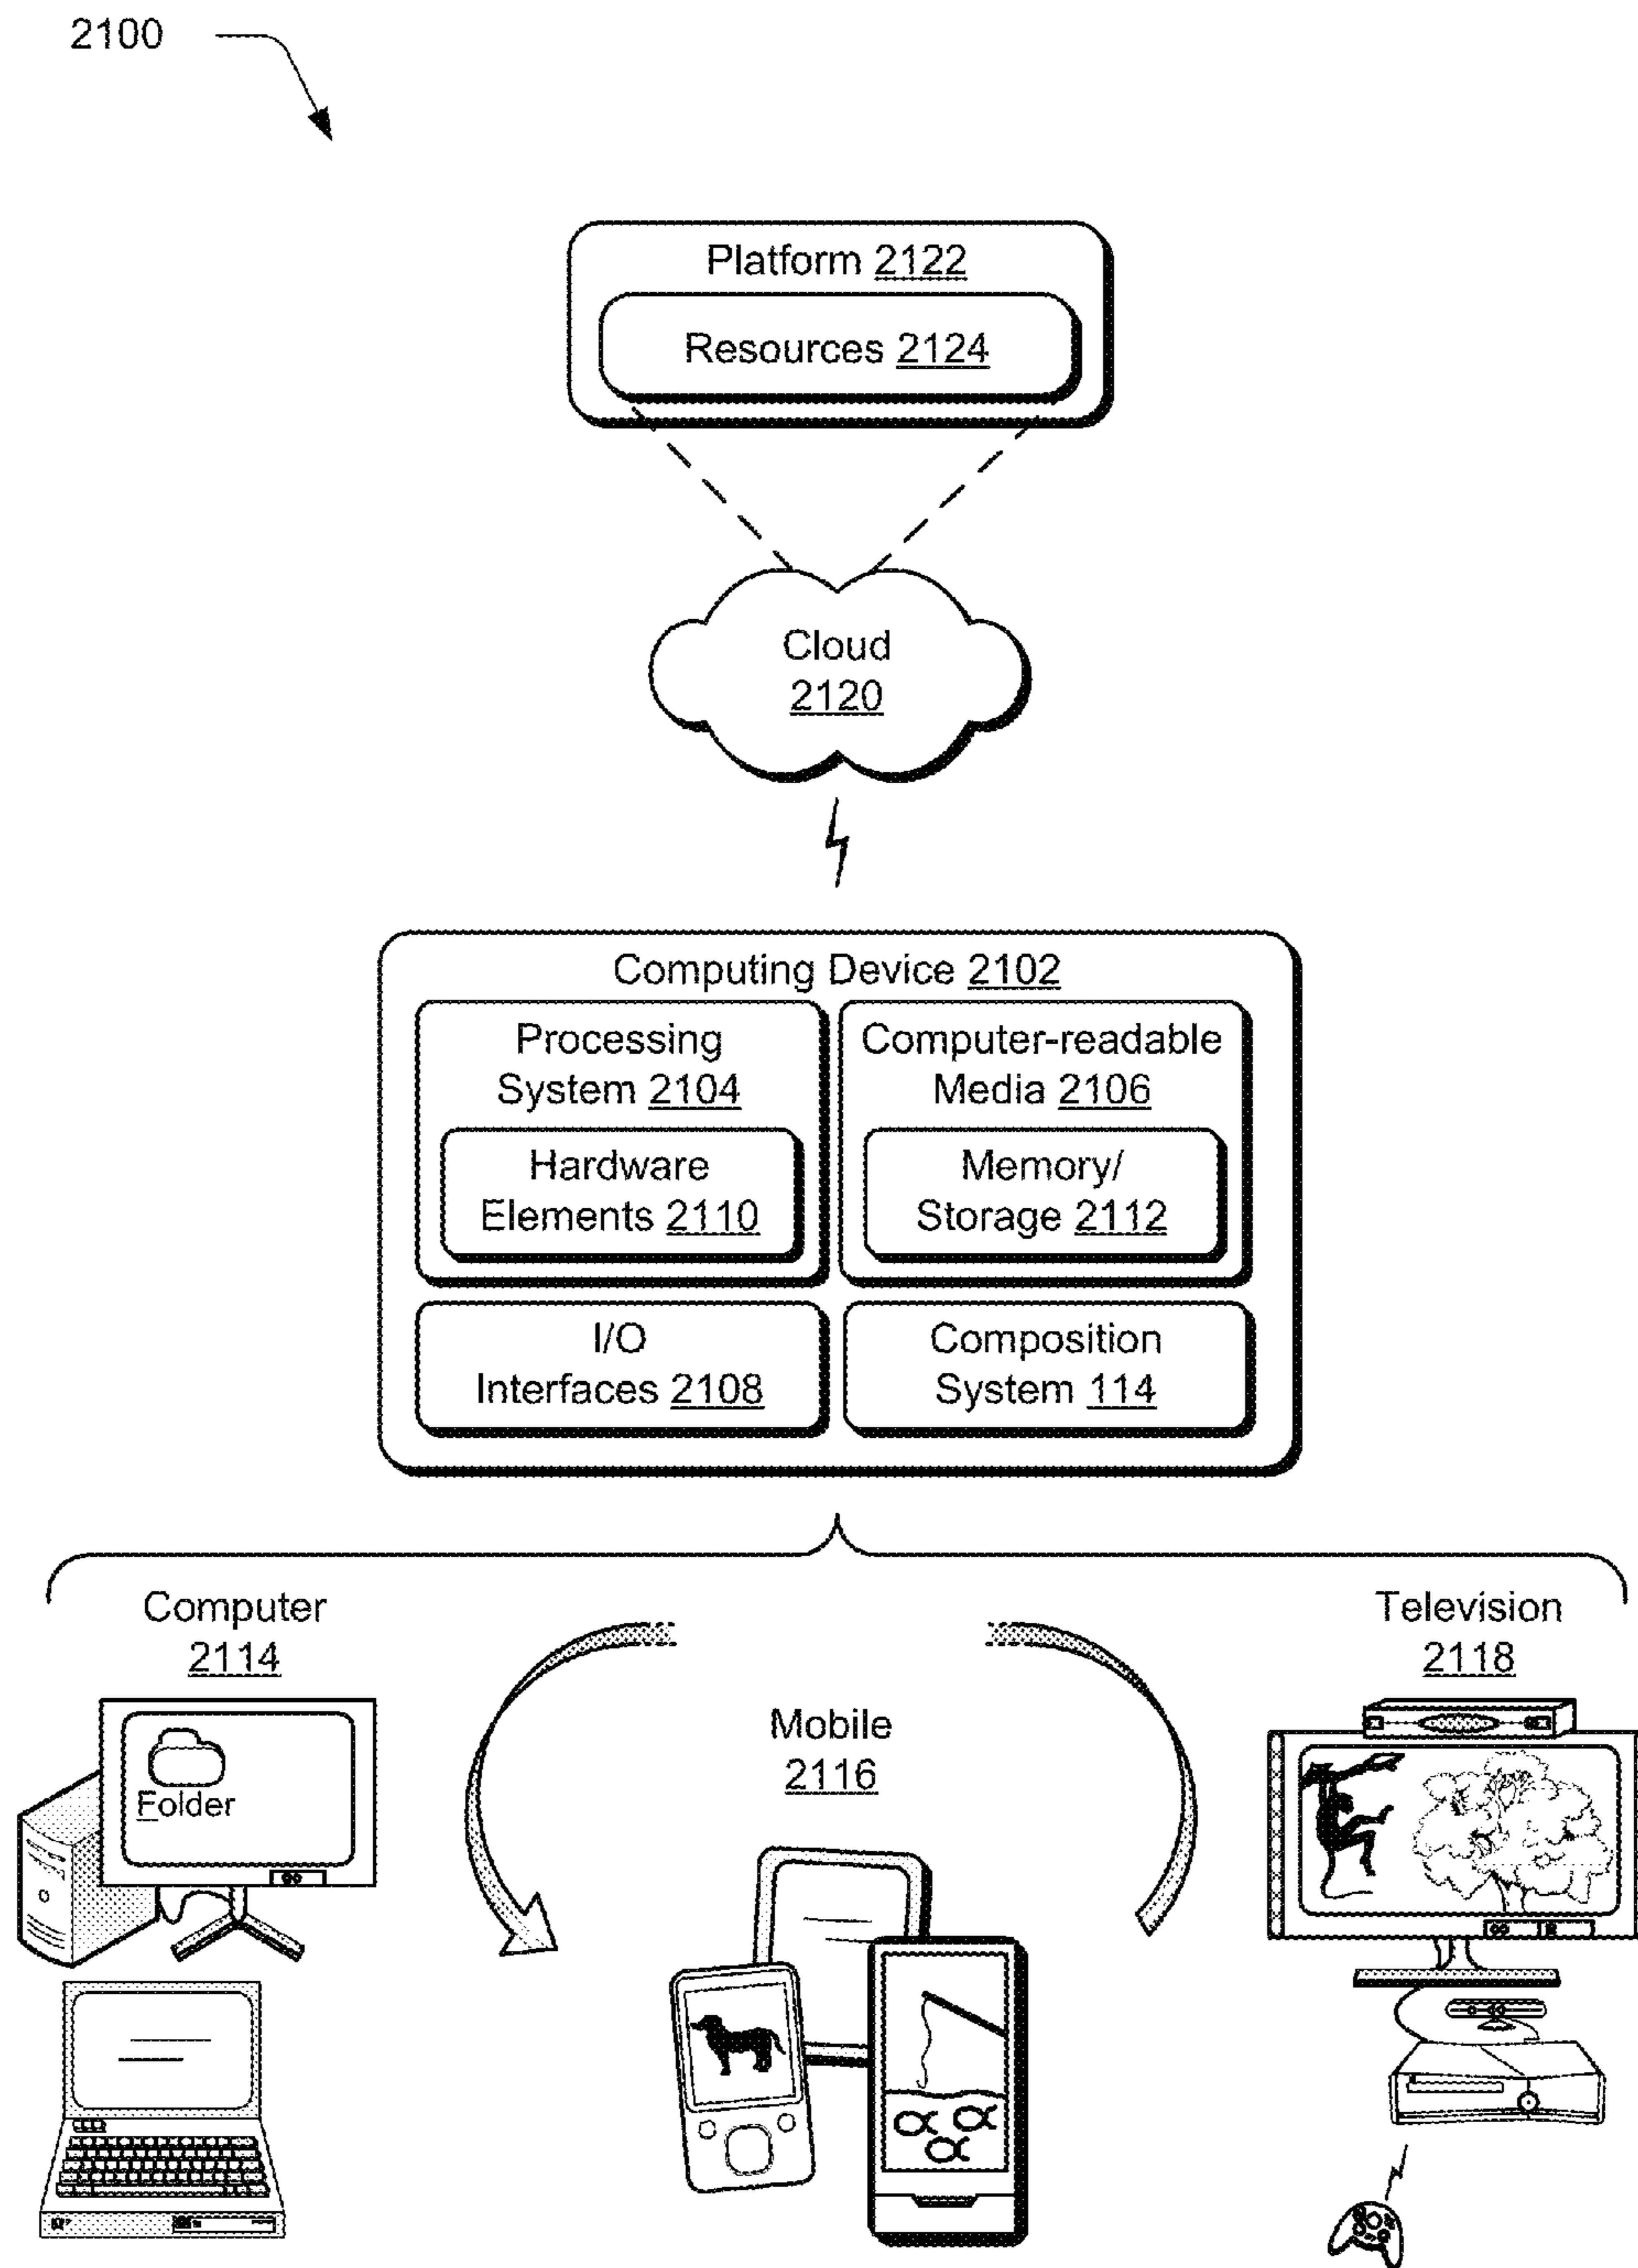 2100
Platform 2122
Resources 2124
Cloud
2120
Computing Device 2102
Processing
System 2104
Hardware
Elements 2110
Computer-readable
Media 2106
Memory/
Storage 2112
I/O
Interfaces 2108
Composition
System 114
Computer
2114
Folder
Mobile
2116
Television
2118